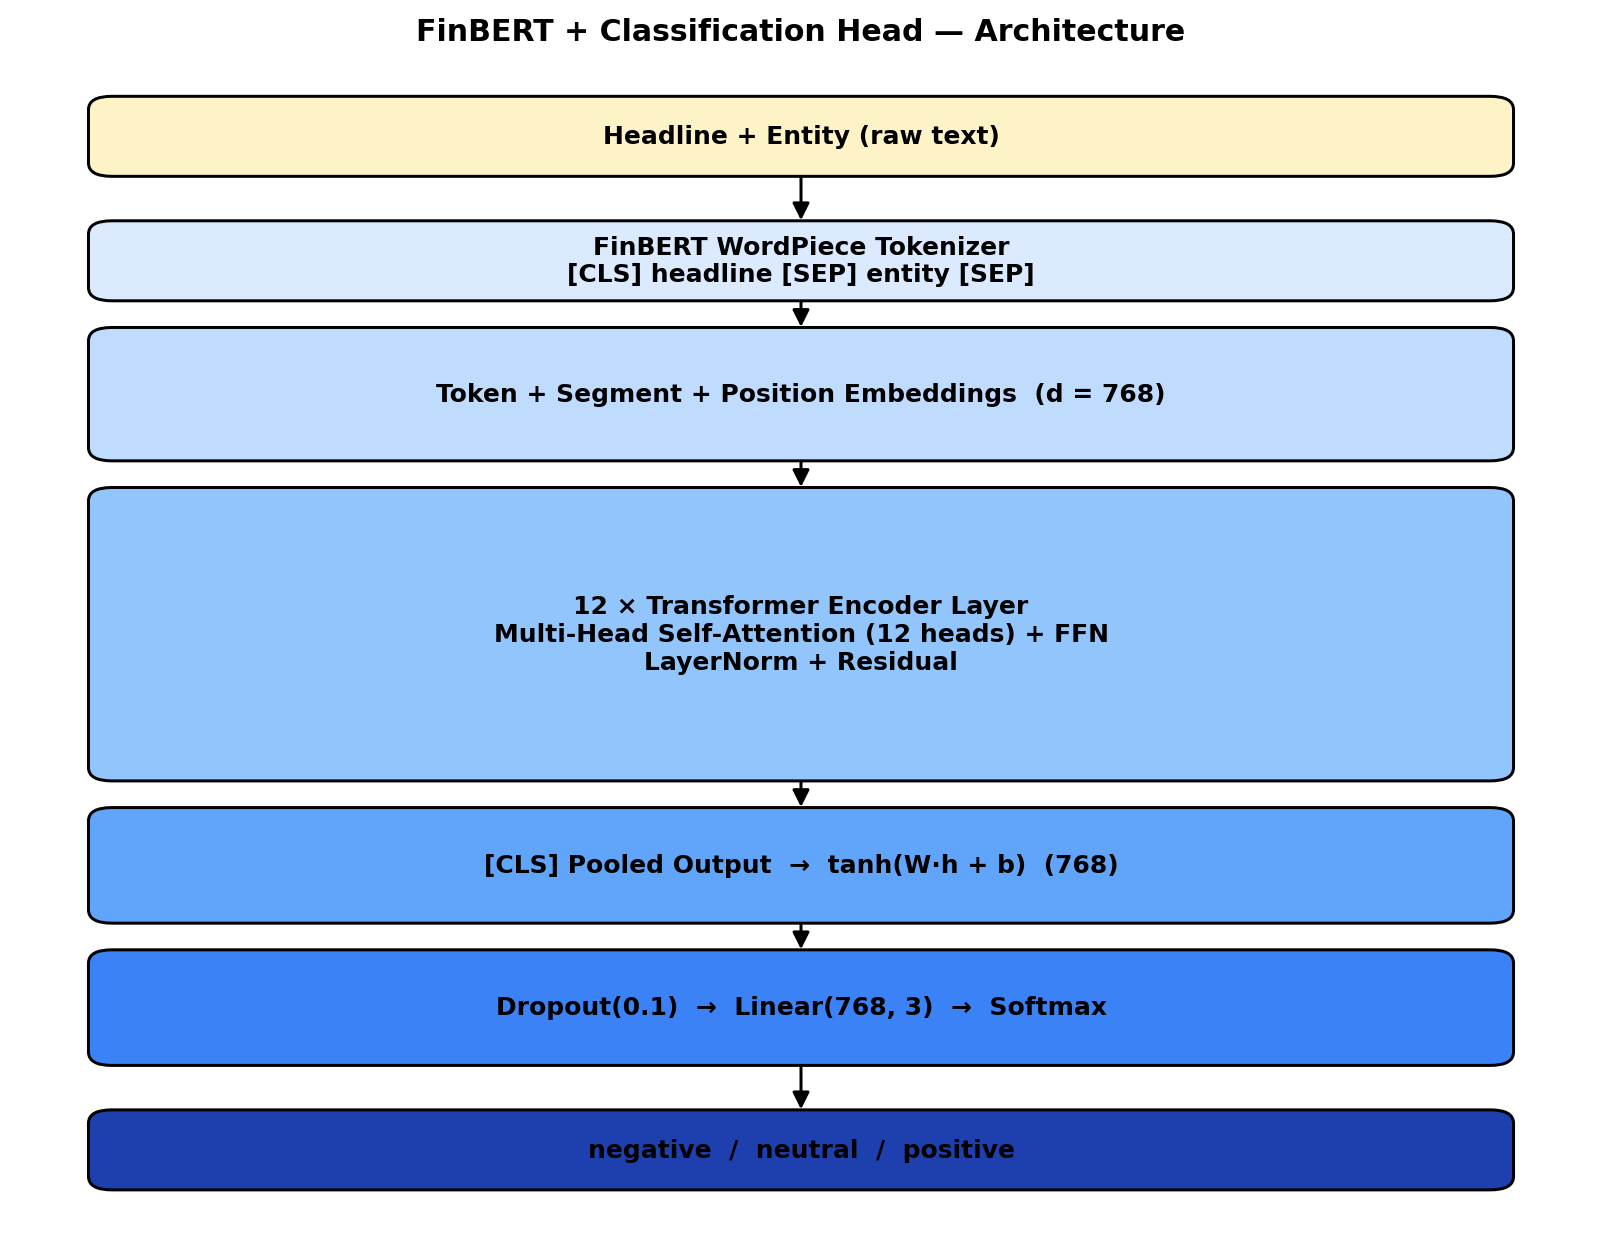 FinBERT + Classification Head — Architecture
Headline + Entity (raw text)
FinBERT WordPiece Tokenizer
[CLS] headline [SEP] entity [SEP]
Token + Segment + Position Embeddings  (d = 768)
12 × Transformer Encoder Layer
Multi-Head Self-Attention (12 heads) + FFN
LayerNorm + Residual
[CLS] Pooled Output  →  tanh(W·h + b)  (768)
Dropout(0.1)  →  Linear(768, 3)  →  Softmax
negative  /  neutral  /  positive